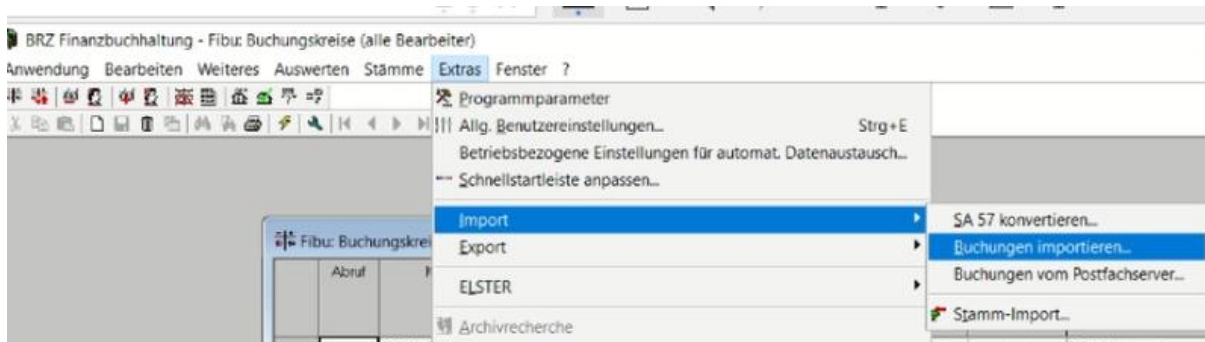 BRZ Finanzbuchhaltung - Fibu: Buchungskreise (alle Bearbeiter)
Anwendung Bearbeiten Weiteres Auswerten Stämme Extras Fenster ?
Programmparameter
Allg. Benutzereinstellungen... Strg+E
Betriebsbezogene Einstellungen für automat. Datenaustausch...
Schnellstartleiste anpassen...
Import SA 57 konvertieren...
Fibu: Buchungskrei Export Buchungen importieren...
Abruf ELSTER Buchungen vom Postfachserver...
Archivrecherche Stamm-Import...